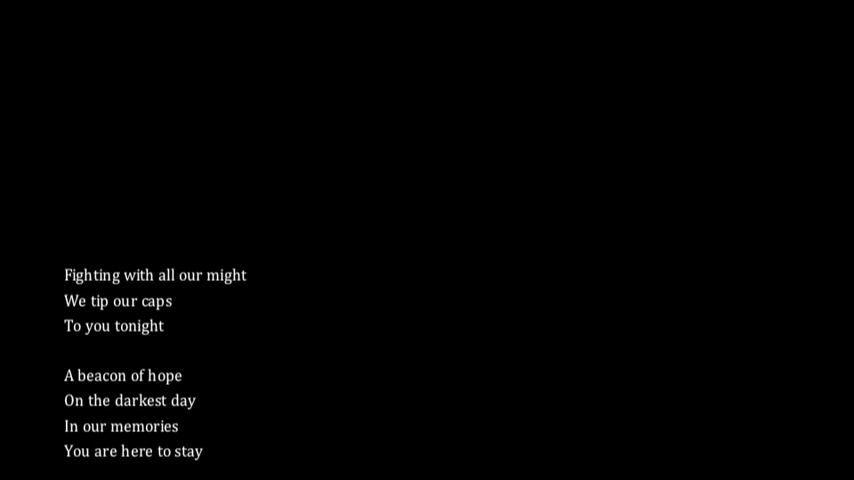 Fighting with all our might
We tip our caps
To you tonight
A beacon of hope
On the darkest day
In our memories
You are here to stay